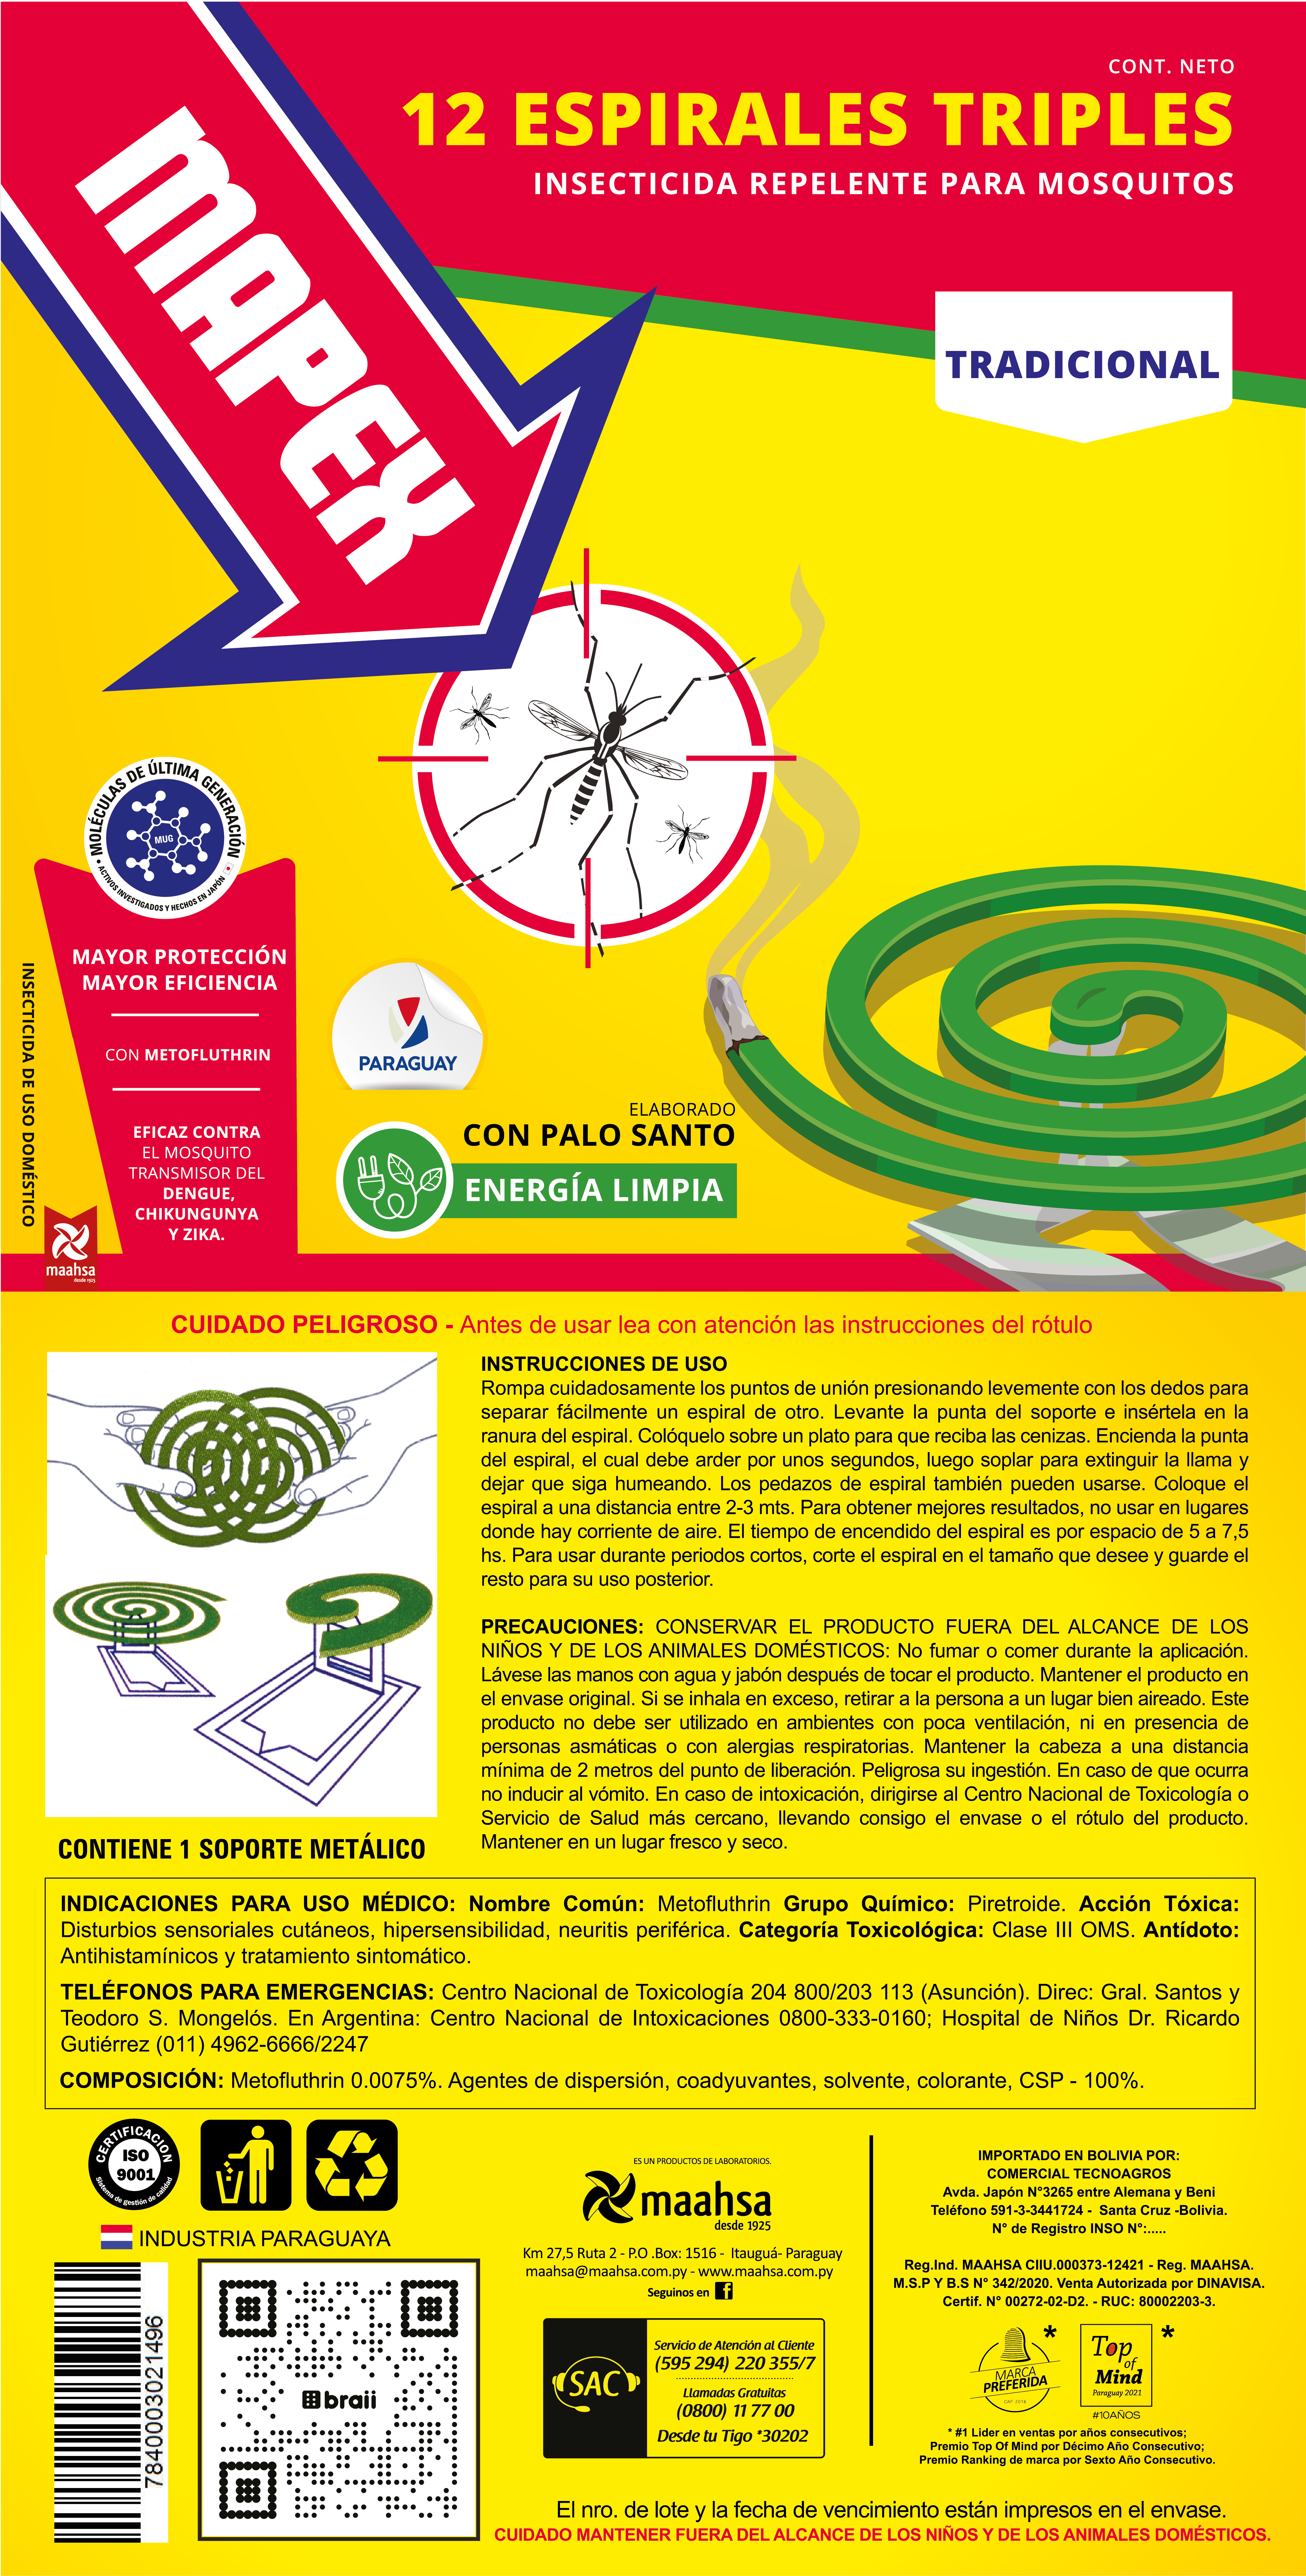 CONT. NETO
12 ESPIRALES TRIPLES
INSECTICIDA REPELENTE PARA MOSQUITOS
MAPEX
TRADICIONAL
• MOLÉCULAS DE ÚLTIMA GENERACIÓN •
MUG
ACTIVOS INVESTIGADOS Y HECHOS EN JAPÓN
MAYOR PROTECCIÓN
MAYOR EFICIENCIA
CON METOFLUTHRIN
EFICAZ CONTRA
EL MOSQUITO
TRANSMISOR DEL
DENGUE,
CHIKUNGUNYA
Y ZIKA.
INSECTICIDA DE USO DOMÉSTICO
maahsa
desde 1925
PARAGUAY
ELABORADO
CON PALO SANTO
ENERGÍA LIMPIA
CUIDADO PELIGROSO - Antes de usar lea con atención las instrucciones del rótulo
INSTRUCCIONES DE USO
Rompa cuidadosamente los puntos de unión presionando levemente con los dedos para
separar fácilmente un espiral de otro. Levante la punta del soporte e insértela en la
ranura del espiral. Colóquelo sobre un plato para que reciba las cenizas. Encienda la punta
del espiral, el cual debe arder por unos segundos, luego soplar para extinguir la llama y
dejar que siga humeando. Los pedazos de espiral también pueden usarse. Coloque el
espiral a una distancia entre 2-3 mts. Para obtener mejores resultados, no usar en lugares
donde hay corriente de aire. El tiempo de encendido del espiral es por espacio de 5 a 7,5
hs. Para usar durante periodos cortos, corte el espiral en el tamaño que desee y guarde el
resto para su uso posterior.
PRECAUCIONES: CONSERVAR EL PRODUCTO FUERA DEL ALCANCE DE LOS
NIÑOS Y DE LOS ANIMALES DOMÉSTICOS: No fumar o comer durante la aplicación.
Lávese las manos con agua y jabón después de tocar el producto. Mantener el producto en
el envase original. Si se inhala en exceso, retirar a la persona a un lugar bien aireado. Este
producto no debe ser utilizado en ambientes con poca ventilación, ni en presencia de
personas asmáticas o con alergias respiratorias. Mantener la cabeza a una distancia
mínima de 2 metros del punto de liberación. Peligrosa su ingestión. En caso de que ocurra
no inducir al vómito. En caso de intoxicación, dirigirse al Centro Nacional de Toxicología o
Servicio de Salud más cercano, llevando consigo el envase o el rótulo del producto.
Mantener en un lugar fresco y seco.
CONTIENE 1 SOPORTE METÁLICO
INDICACIONES PARA USO MÉDICO: Nombre Común: Metofluthrin Grupo Químico: Piretroide. Acción Tóxica:
Disturbios sensoriales cutáneos, hipersensibilidad, neuritis periférica. Categoría Toxicológica: Clase III OMS. Antídoto:
Antihistamínicos y tratamiento sintomático.
TELÉFONOS PARA EMERGENCIAS: Centro Nacional de Toxicología 204 800/203 113 (Asunción). Direc: Gral. Santos y
Teodoro S. Mongelós. En Argentina: Centro Nacional de Intoxicaciones 0800-333-0160; Hospital de Niños Dr. Ricardo
Gutiérrez (011) 4962-6666/2247
COMPOSICIÓN: Metofluthrin 0.0075%. Agentes de dispersión, coadyuvantes, solvente, colorante, CSP - 100%.
CERTIFICACION
ISO
9001
Sistema de gestión de calidad
INDUSTRIA PARAGUAYA
7840003021496
braii
ES UN PRODUCTOS DE LABORATORIOS.
maahsa
desde 1925
Km 27,5 Ruta 2 - P.O .Box: 1516 - Itauguá- Paraguay
maahsa@maahsa.com.py - www.maahsa.com.py
Seguinos en f
SAC
Servicio de Atención al Cliente
(595 294) 220 355/7
Llamadas Gratuitas
(0800) 11 77 00
Desde tu Tigo *30202
IMPORTADO EN BOLIVIA POR:
COMERCIAL TECNOAGROS
Avda. Japón N°3265 entre Alemana y Beni
Teléfono 591-3-3441724 - Santa Cruz -Bolivia.
N° de Registro INSO N°:.....
Reg.Ind. MAAHSA CIIU.000373-12421 - Reg. MAAHSA.
M.S.P Y B.S N° 342/2020. Venta Autorizada por DINAVISA.
Certif. N° 00272-02-D2. - RUC: 80002203-3.
MARCA
PREFERIDA
CAP 2018
*
Top
of
Mind
Paraguay 2021
#10AÑOS
*
* #1 Lider en ventas por años consecutivos;
Premio Top Of Mind por Décimo Año Consecutivo;
Premio Ranking de marca por Sexto Año Consecutivo.
El nro. de lote y la fecha de vencimiento están impresos en el envase.
CUIDADO MANTENER FUERA DEL ALCANCE DE LOS NIÑOS Y DE LOS ANIMALES DOMÉSTICOS.